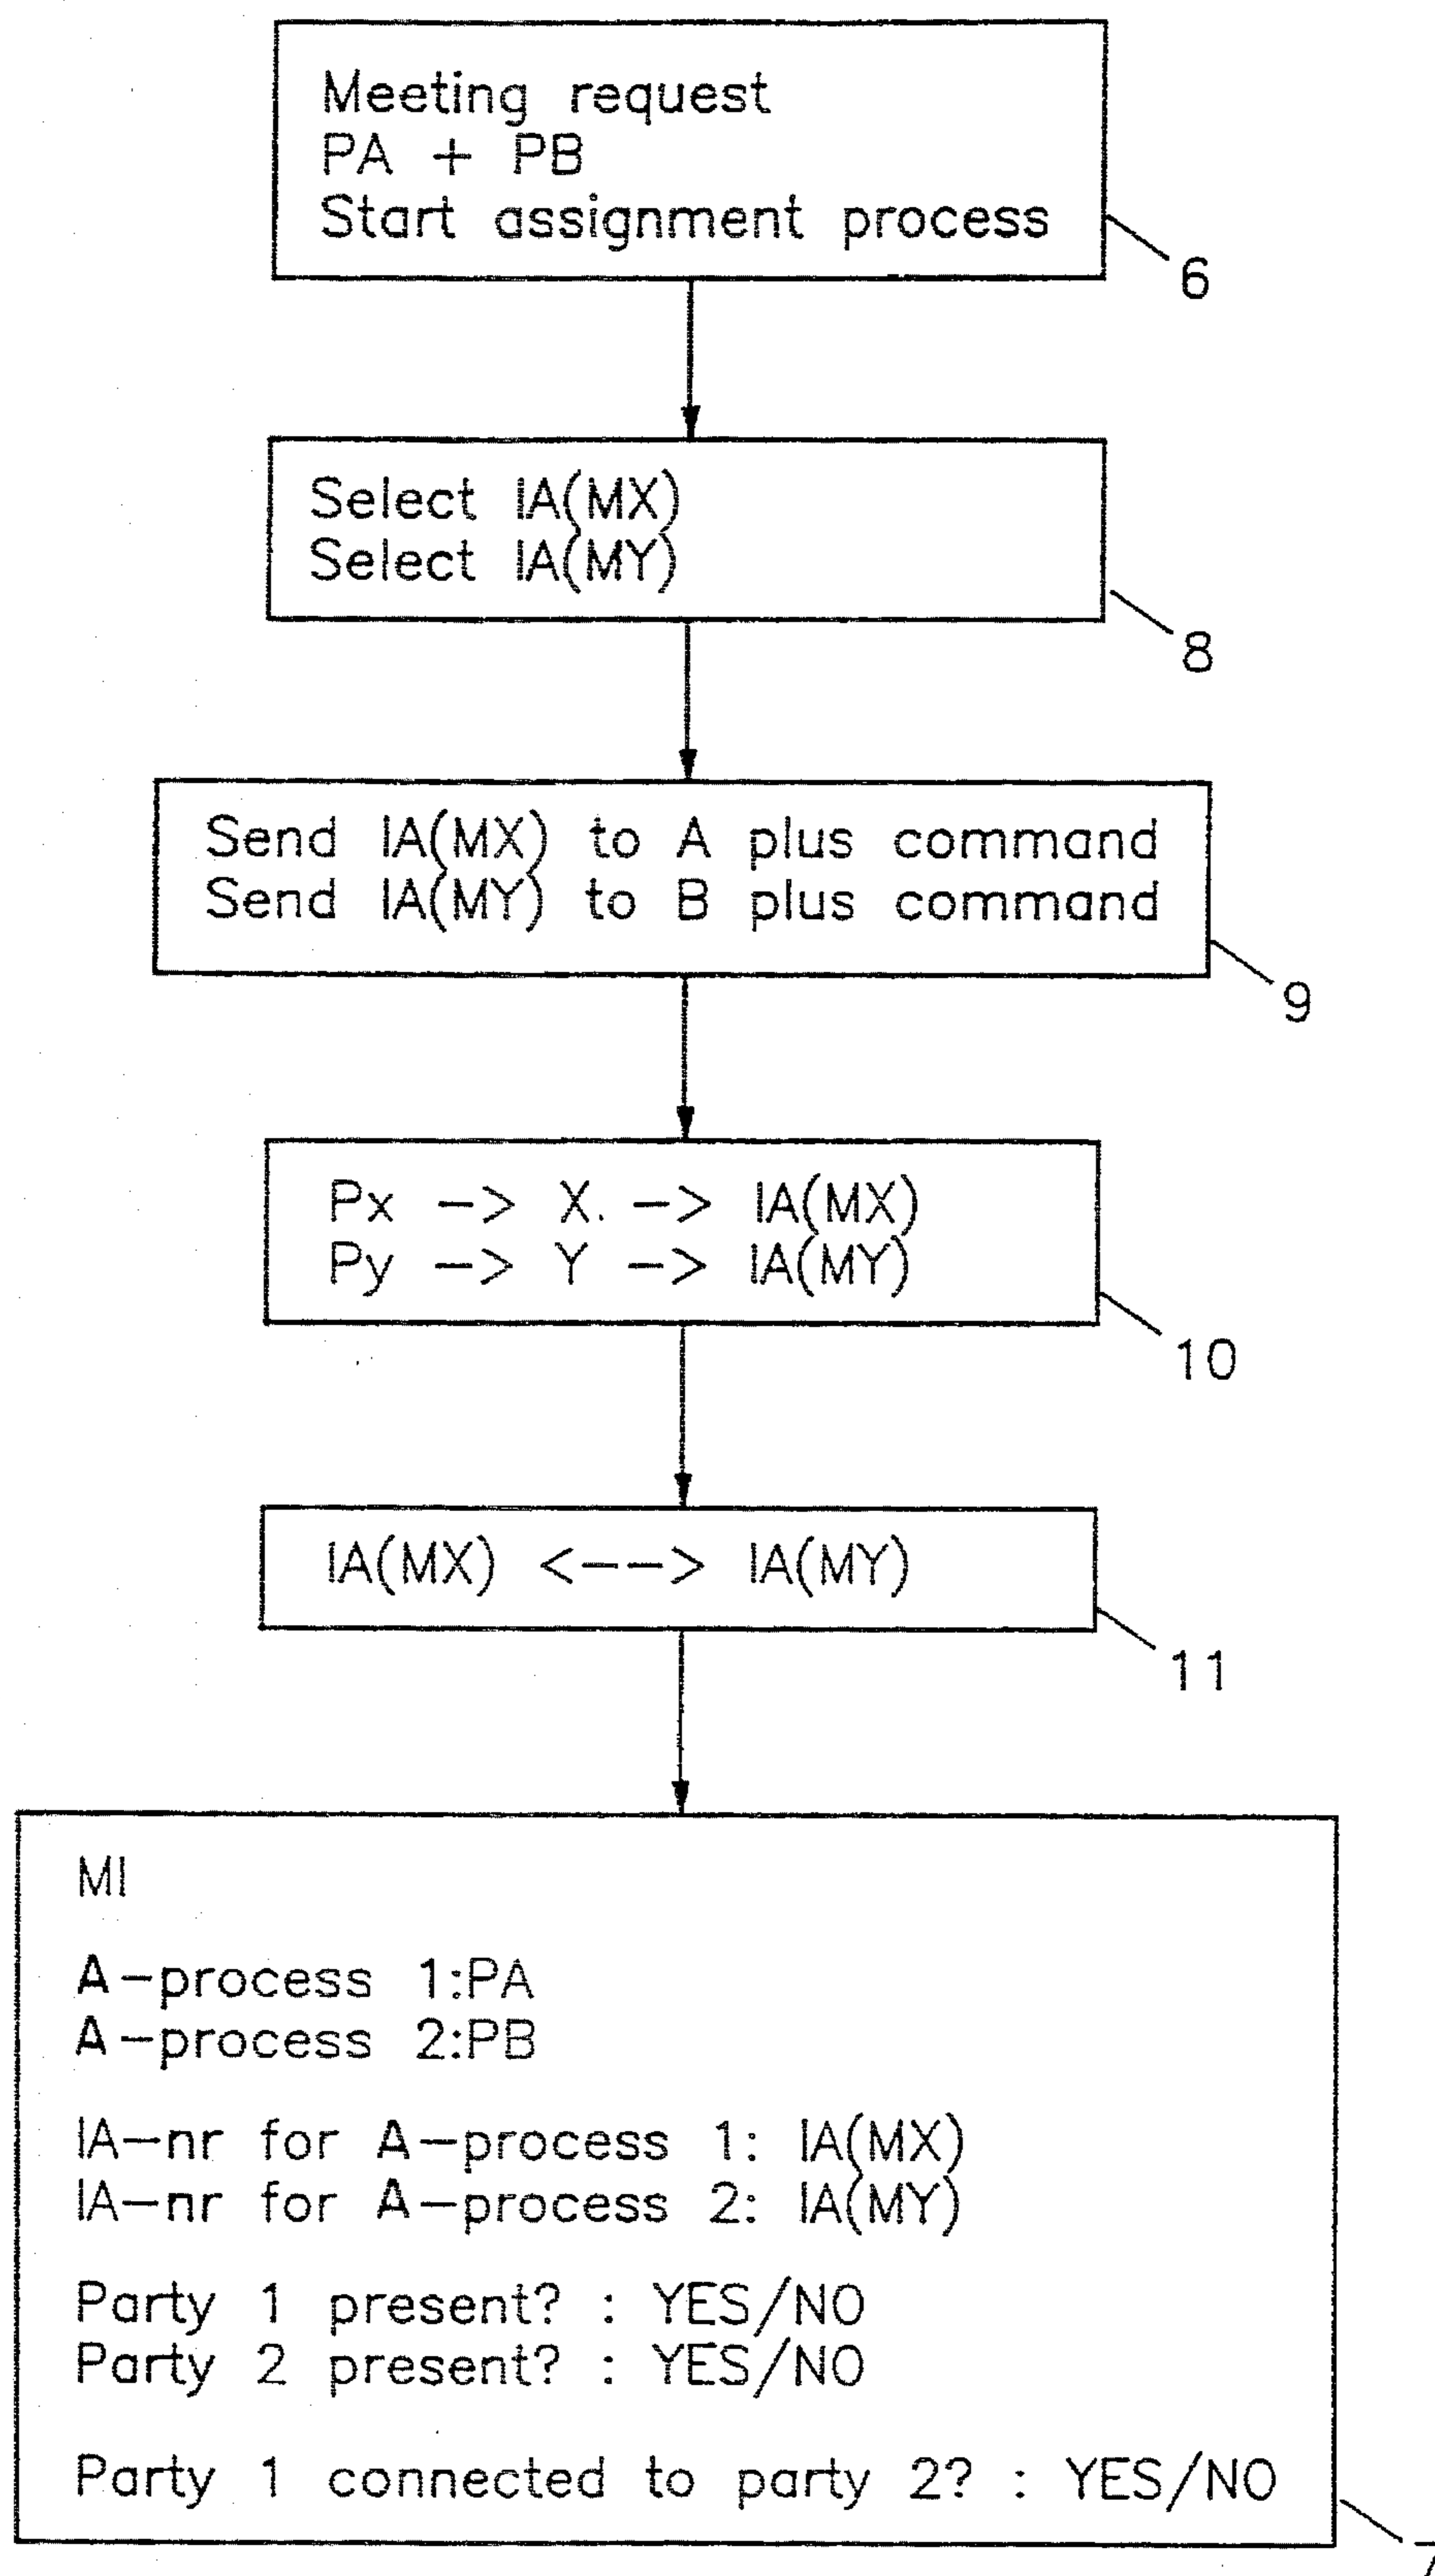 Meeting request
PA + PB
Start assignment process
6
Select IA(MX)
Select IA(MY)
8
Send IA(MX) to A plus command
Send IA(MY) to B plus command
9
Px -> X. -> IA(MX)
Py -> Y -> IA(MY)
10
IA(MX) <--> IA(MY)
11
MI
A-process 1:PA
A-process 2:PB
IA-nr for A-process 1: IA(MX)
IA-nr for A-process 2: IA(MY)
Party 1 present? : YES/NO
Party 2 present? : YES/NO
Party 1 connected to party 2? : YES/NO